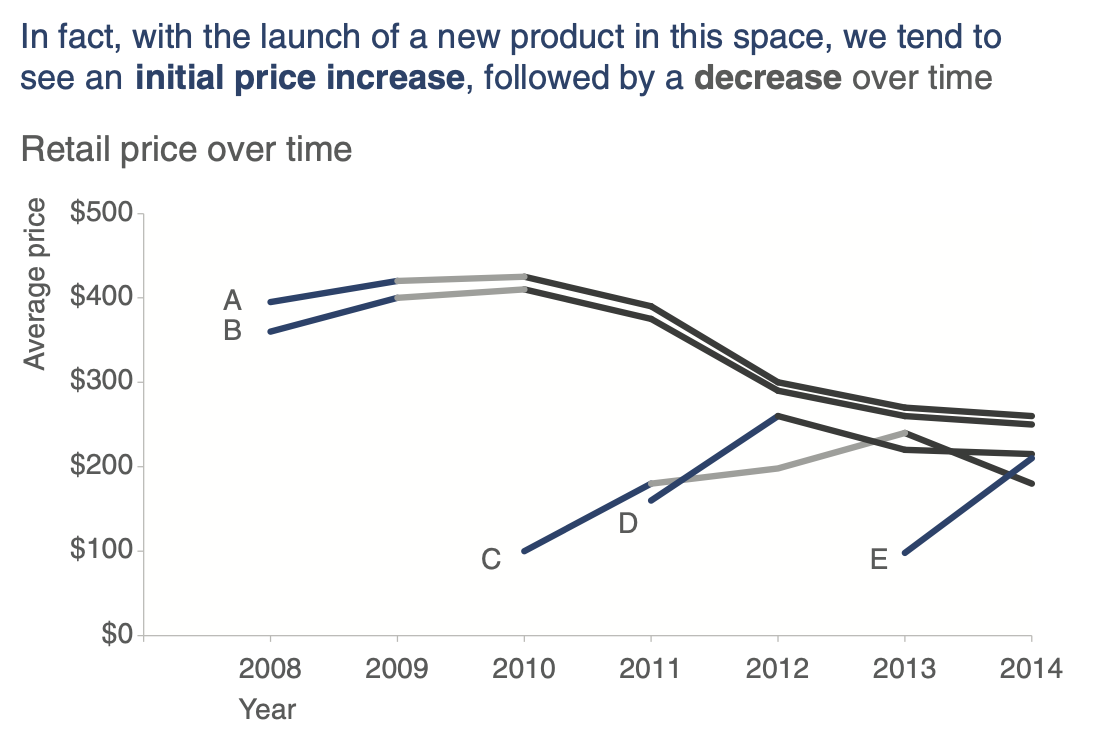 In fact, with the launch of a new product in this space, we tend to
see an initial price increase, followed by a decrease over time
Retail price over time
Average price
$500
$400
$300
$200
$100
$0
A
B
C
D
E
2008 2009 2010 2011 2012 2013 2014
Year